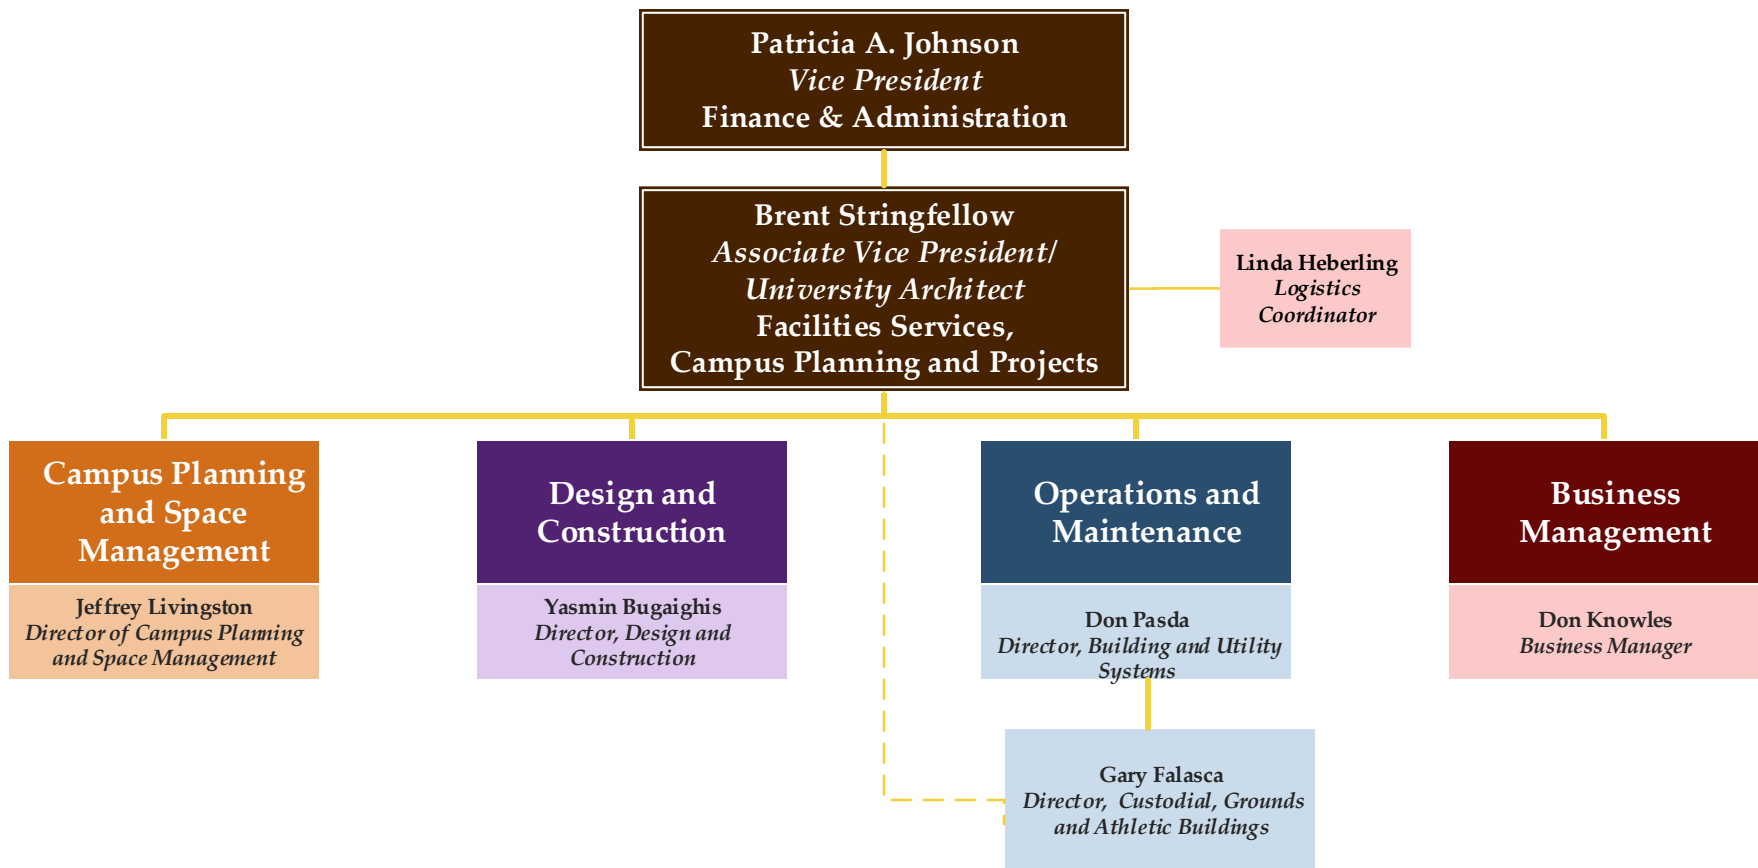 Patricia A. Johnson
Vice President
Finance & Administration
Brent Stringfellow
Associate Vice President/
University Architect
Facilities Services,
Campus Planning and Projects
Linda Heberling
Logistics
Coordinator
Campus Planning
and Space
Management
Jeffrey Livingston
Director of Campus Planning
and Space Management
Design and
Construction
Yasmin Bugaighis
Director, Design and
Construction
Operations and
Maintenance
Don Pasda
Director, Building and Utility
Systems
Business
Management
Don Knowles
Business Manager
Gary Falasca
Director, Custodial, Grounds
and Athletic Buildings